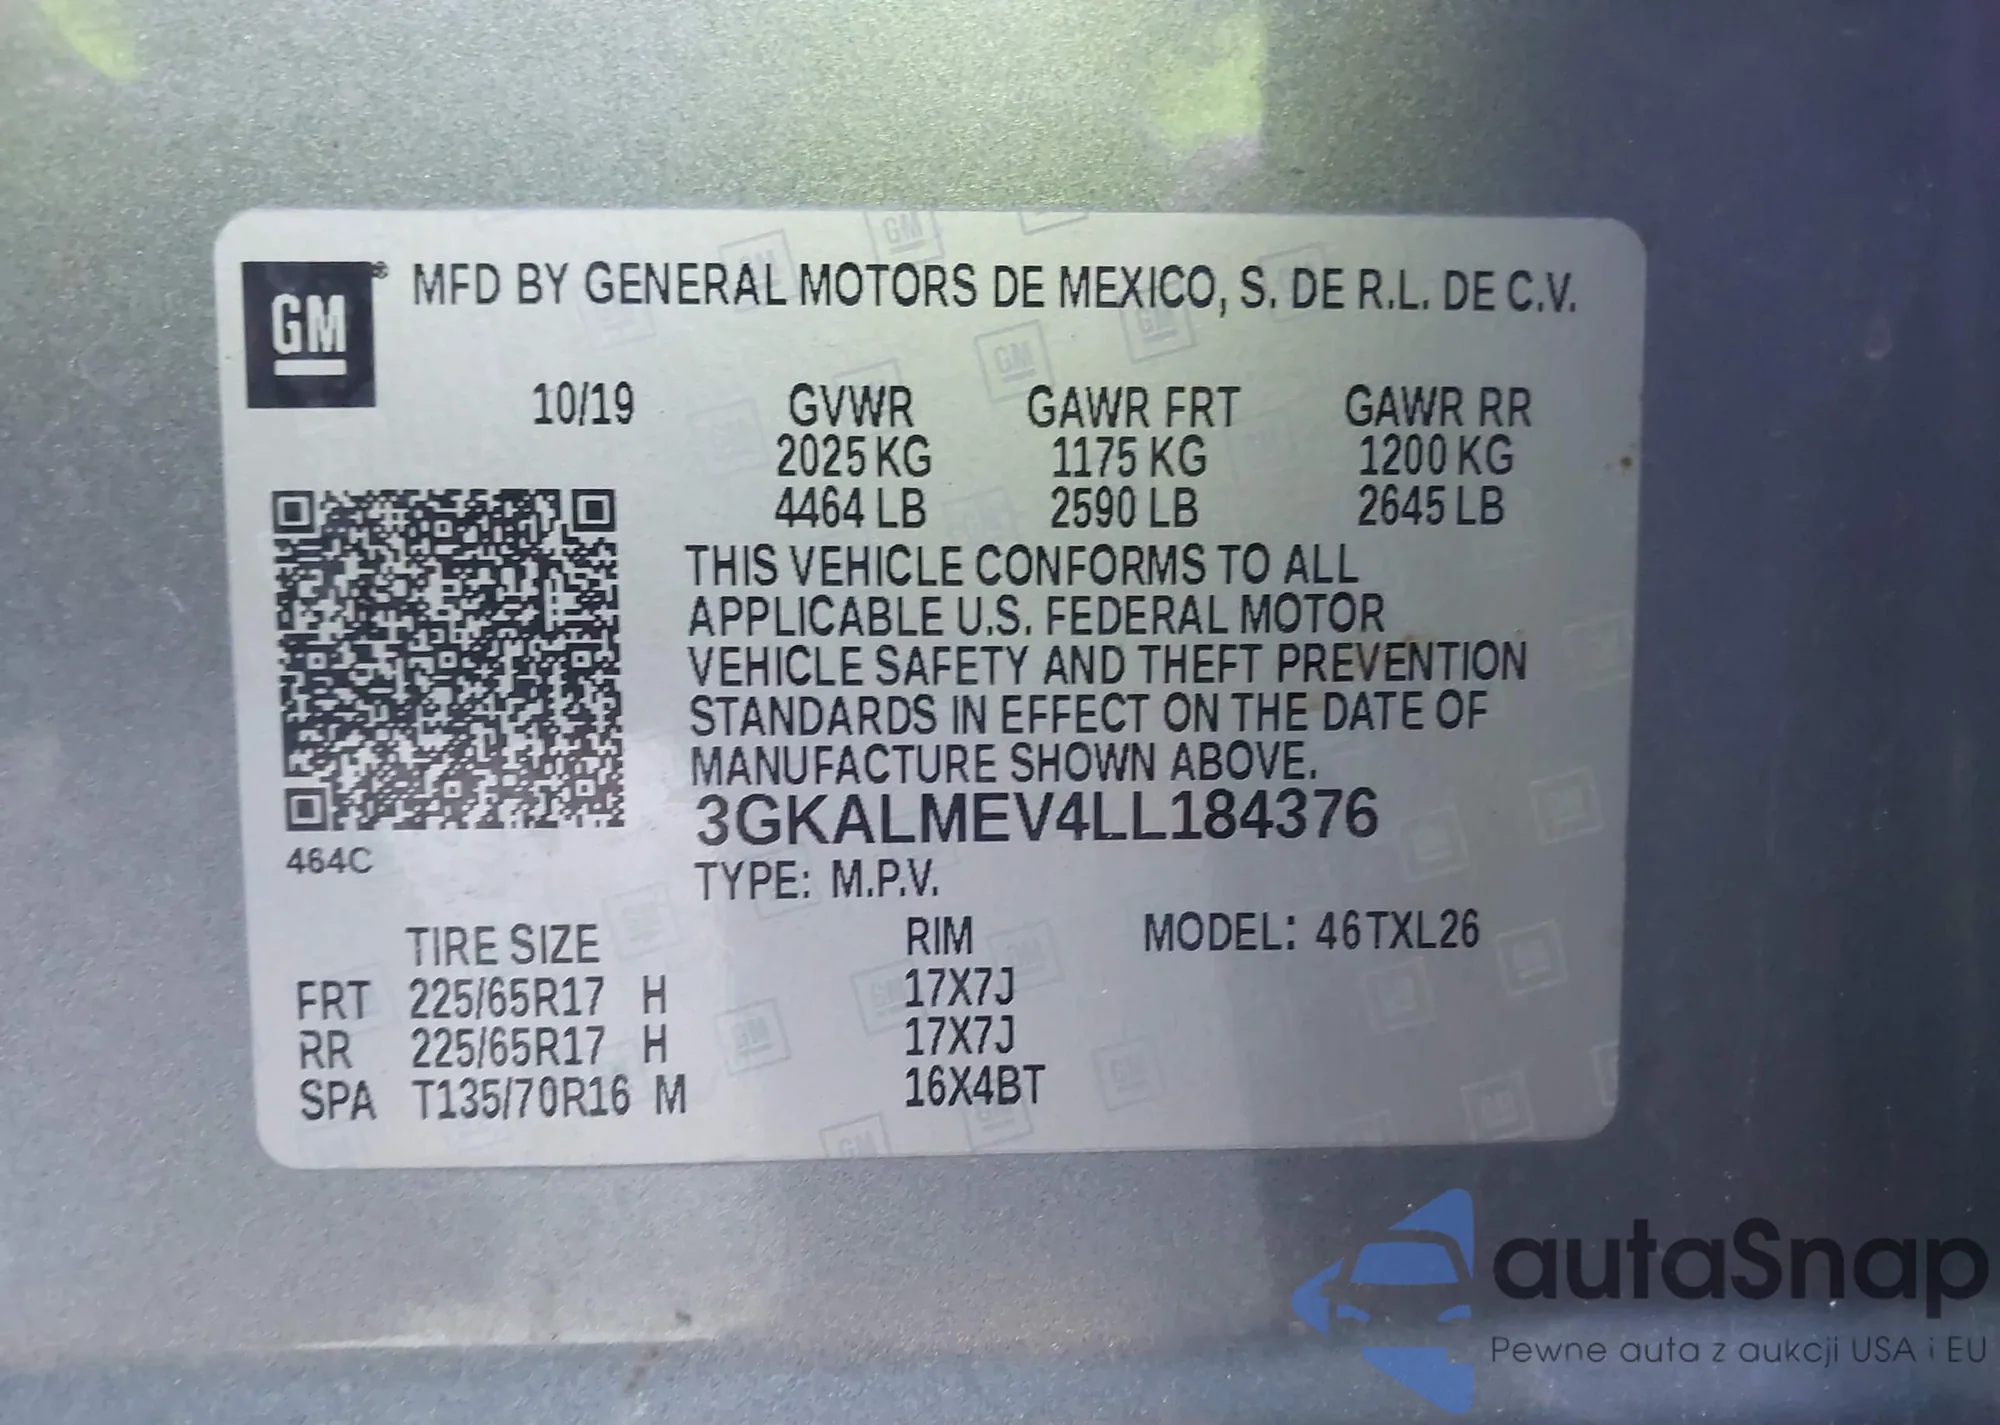 GM ® MFD BY GENERAL MOTORS DE MEXICO, S. DE R.L. DE C.V.
10/19 GVWR GAWR FRT GAWR RR
2025 KG 1175 KG 1200 KG
4464 LB 2590 LB 2645 LB
THIS VEHICLE CONFORMS TO ALL
APPLICABLE U.S. FEDERAL MOTOR
VEHICLE SAFETY AND THEFT PREVENTION
STANDARDS IN EFFECT ON THE DATE OF
MANUFACTURE SHOWN ABOVE.
3GKALMEV4LL184376
464C
TYPE: M.P.V.
TIRE SIZE RIM MODEL: 46TXL26
FRT 225/65R17 H 17X7J
RR 225/65R17 H 17X7J
SPA T135/70R16 M 16X4BT
autaSnap
Pewne auta z aukcji USA i EU